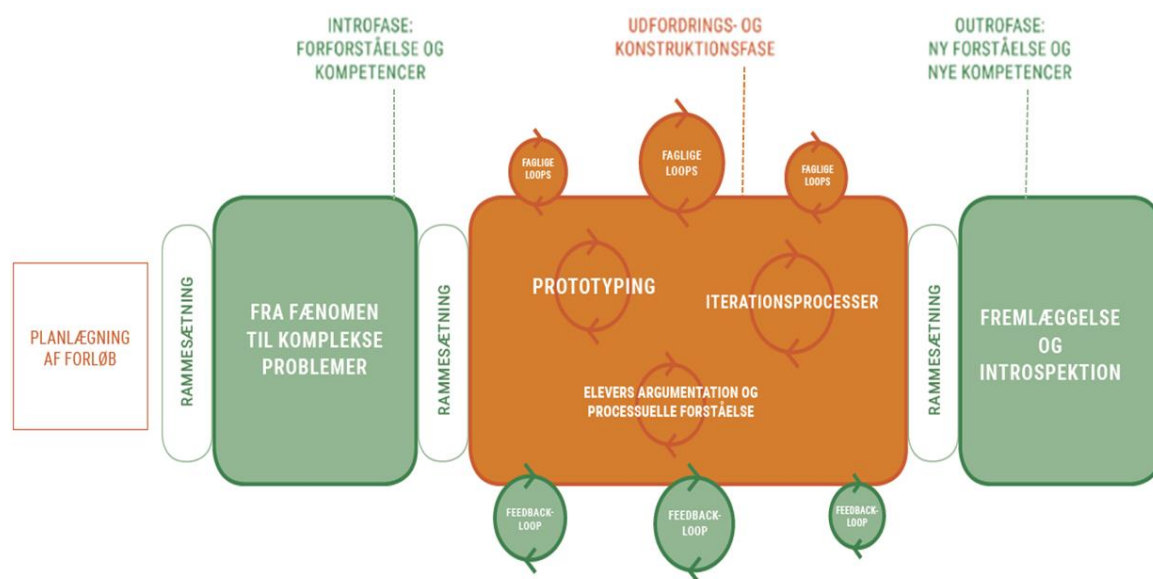 INTROFASE:
FORFORSTÅELSE OG
KOMPETENCER
UDFORDRINGS- OG
KONSTRUKTIONSFASE
OUTROFASE:
NY FORSTÅELSE OG
NYE KOMPETENCER
FAGLIGE
LOOPS
FAGLIGE
LOOPS
FAGLIGE
LOOPS
PLANLÆGNING
AF FORLØB
RAMMESÆTNING
FRA FÆNOMEN
TIL KOMPLEKSE
PROBLEMER
RAMMESÆTNING
PROTOTYPING
ITERATIONSPROCESSER
ELEVERS ARGUMENTATION OG
PROCESSUELLE FORSTÅELSE
RAMMESÆTNING
FREMLÆGGELSE
OG
INTROSPEKTION
FEEDBACK-
LOOP
FEEDBACK-
LOOP
FEEDBACK-
LOOP